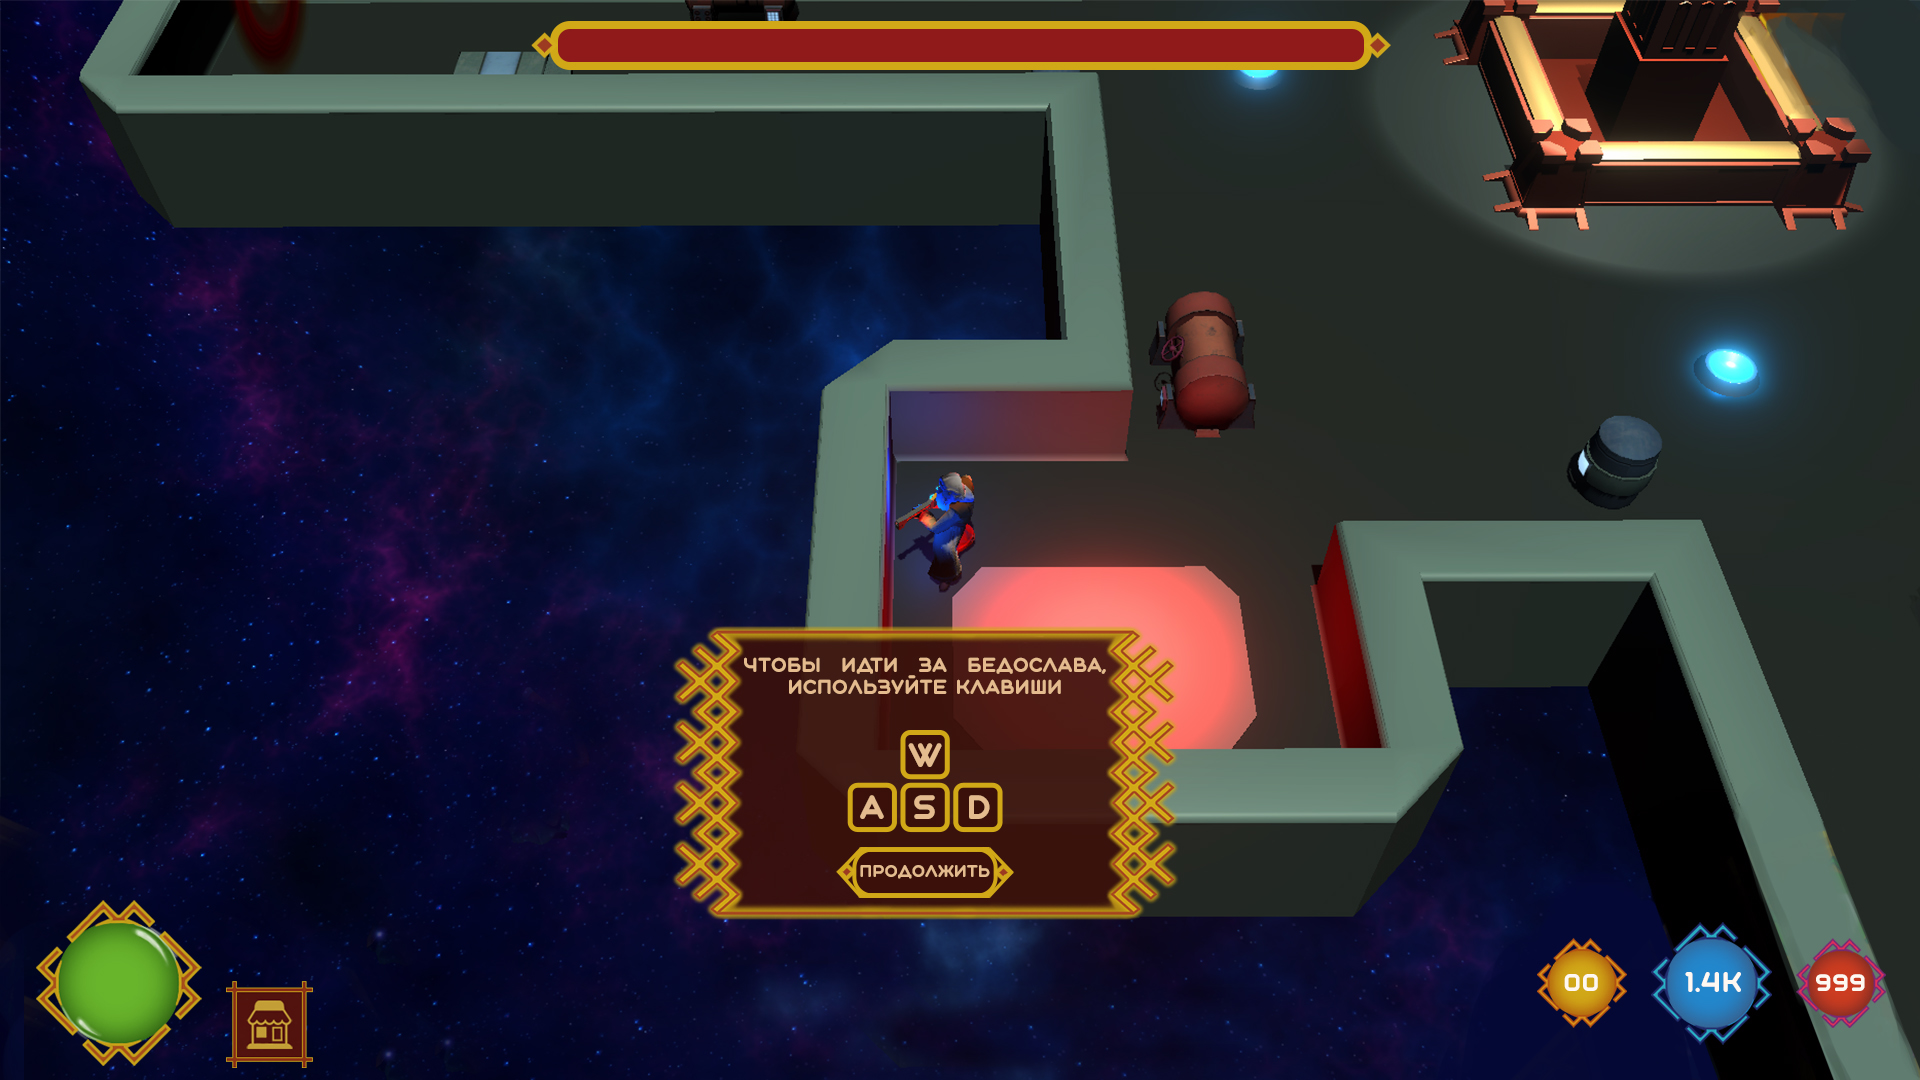 ЧТОБЫ ИДТИ ЗА БЕДОСЛАВА,
ИСПОЛЬЗУЙТЕ КЛАВИШИ
W
A S D
ПРОДОЛЖИТЬ
00 1.4K 999